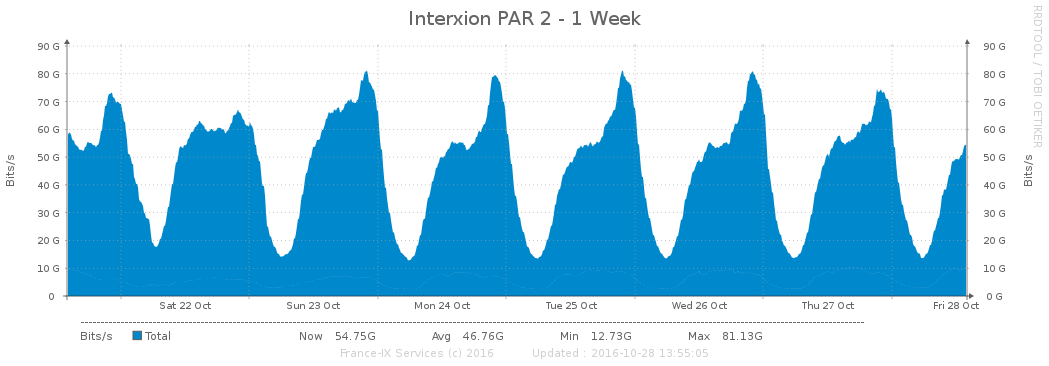 Interxion PAR 2 - 1 Week
RRDTOOL / TOBI OETIKER
Bits/s
90 G 90 G
80 G 80 G
70 G 70 G
60 G 60 G
50 G 50 G
40 G 40 G
30 G 30 G
20 G 20 G
10 G 10 G
0 0 G
Bits/s
Sat 22 Oct Sun 23 Oct Mon 24 Oct Tue 25 Oct Wed 26 Oct Thu 27 Oct Fri 28 Oct
Bits/s Total Now 54.75G Avg 46.76G Min 12.73G Max 81.13G
France-IX Services (c) 2016 Updated : 2016-10-28 13:55:05